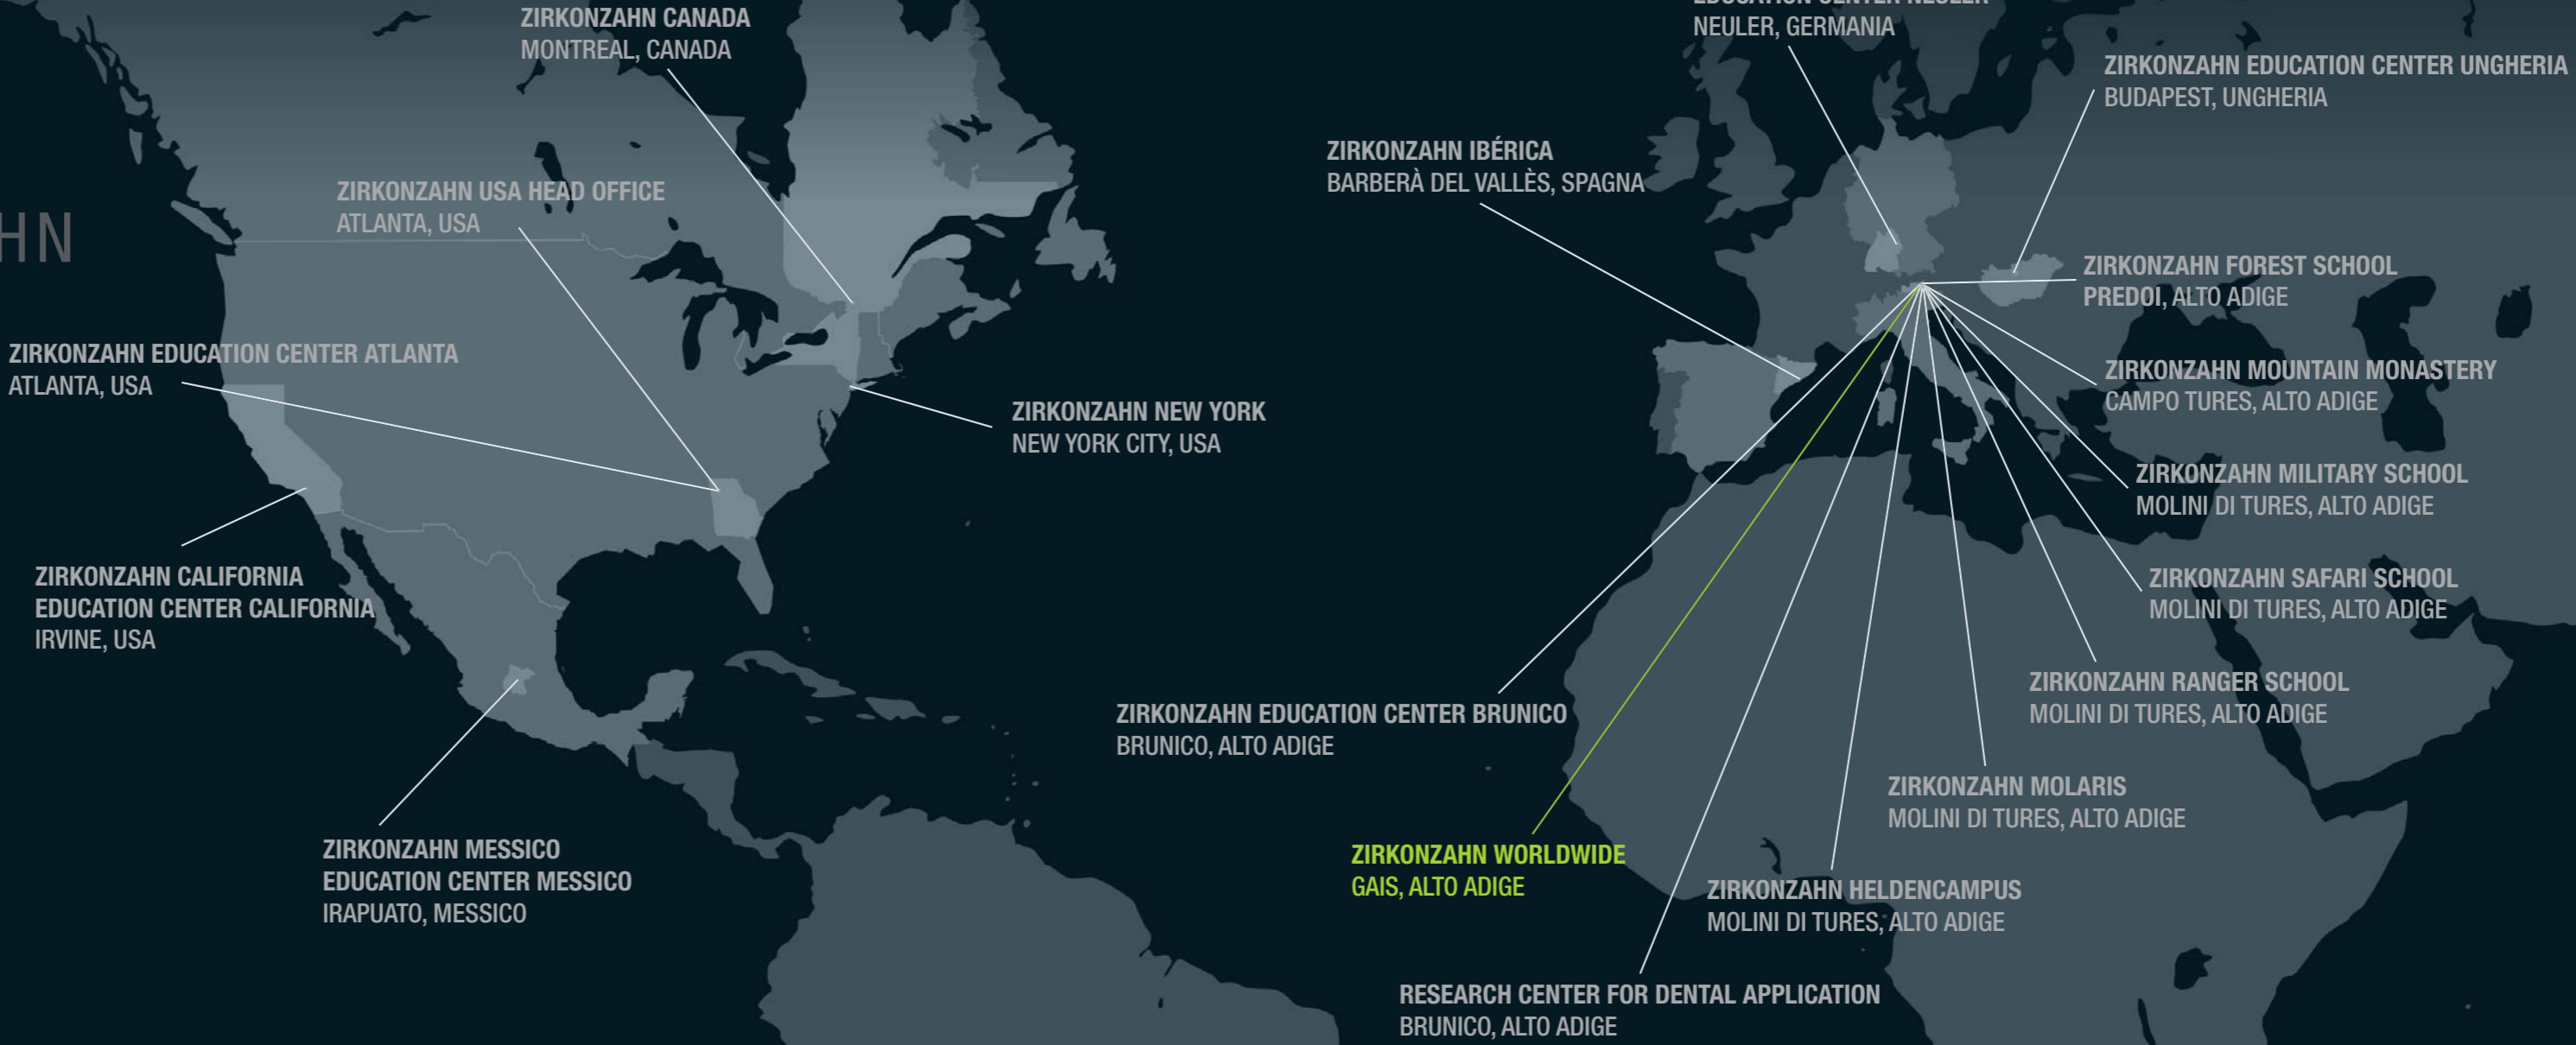 ZIRKONZAHN CANADA
MONTREAL, CANADA
NEULER, GERMANIA
ZIRKONZAHN EDUCATION CENTER UNGHERIA
BUDAPEST, UNGHERIA
ZIRKONZAHN IBÉRICA
BARBERÀ DEL VALLÈS, SPAGNA
ZIRKONZAHN USA HEAD OFFICE
ATLANTA, USA
HN
ZIRKONZAHN FOREST SCHOOL
PREDOI, ALTO ADIGE
ZIRKONZAHN EDUCATION CENTER ATLANTA
ATLANTA, USA
ZIRKONZAHN MOUNTAIN MONASTERY
CAMPO TURES, ALTO ADIGE
ZIRKONZAHN NEW YORK
NEW YORK CITY, USA
ZIRKONZAHN MILITARY SCHOOL
MOLINI DI TURES, ALTO ADIGE
ZIRKONZAHN CALIFORNIA
EDUCATION CENTER CALIFORNIA
IRVINE, USA
ZIRKONZAHN SAFARI SCHOOL
MOLINI DI TURES, ALTO ADIGE
ZIRKONZAHN RANGER SCHOOL
MOLINI DI TURES, ALTO ADIGE
ZIRKONZAHN EDUCATION CENTER BRUNICO
BRUNICO, ALTO ADIGE
ZIRKONZAHN MOLARIS
MOLINI DI TURES, ALTO ADIGE
ZIRKONZAHN MESSICO
EDUCATION CENTER MESSICO
IRAPUATO, MESSICO
ZIRKONZAHN WORLDWIDE
GAIS, ALTO ADIGE
ZIRKONZAHN HELDENCAMPUS
MOLINI DI TURES, ALTO ADIGE
RESEARCH CENTER FOR DENTAL APPLICATION
BRUNICO, ALTO ADIGE